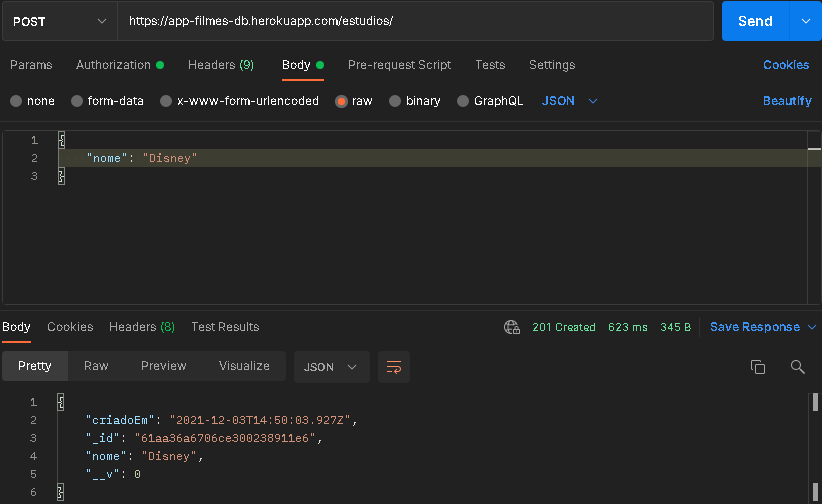 POST https://app-filmes-db.herokuapp.com/estudios/ Send
Params Authorization Headers (9) Body Pre-request Script Tests Settings Cookies
none form-data x-www-form-urlencoded raw binary GraphQL JSON Beautify
1 {
2 "nome": "Disney"
3 }
Body Cookies Headers (8) Test Results 201 Created 623 ms 345 B Save Response
Pretty Raw Preview Visualize JSON
1 {
2 "criadoEm": "2021-12-03T14:50:03.927Z",
3 "_id": "61aa36a6706ce300238911e6",
4 "nome": "Disney",
5 "__v": 0
6 }